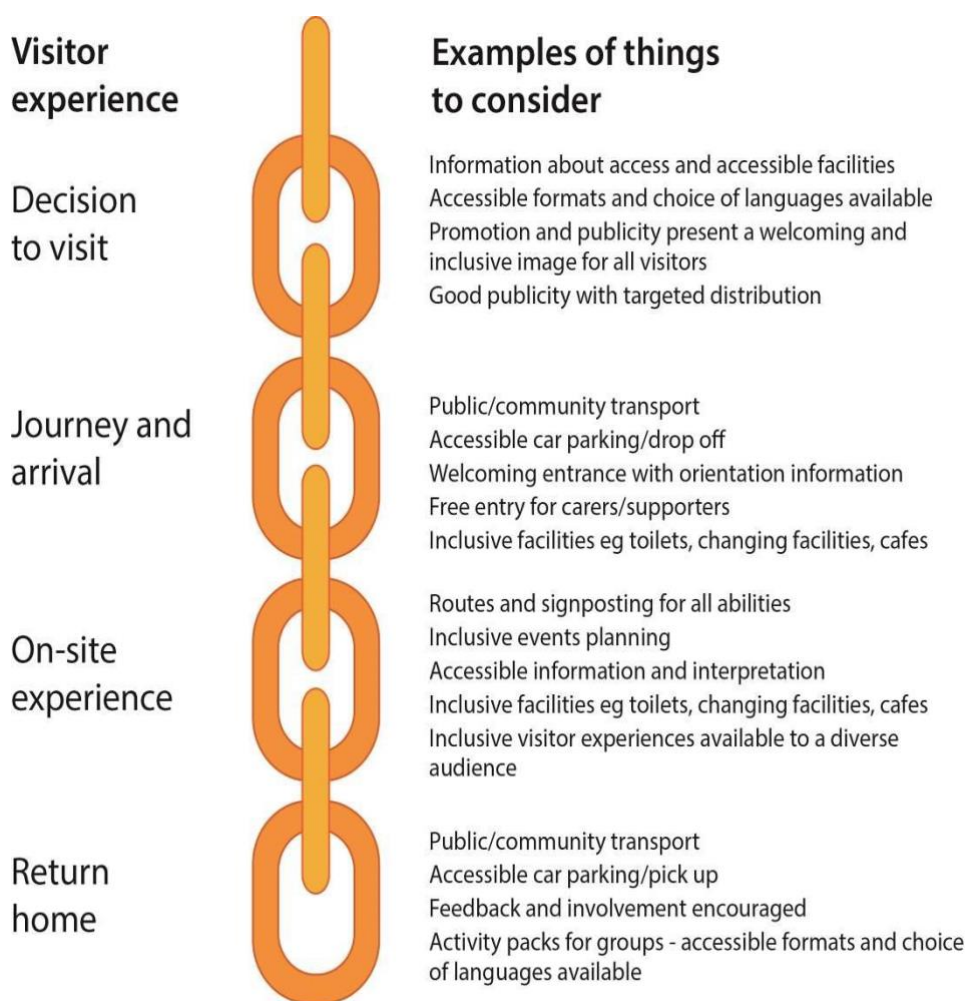 Visitor
experience
Examples of things
to consider
Decision
to visit
Information about access and accessible facilities
Accessible formats and choice of languages available
Promotion and publicity present a welcoming and
inclusive image for all visitors
Good publicity with targeted distribution
Journey and
arrival
Public/community transport
Accessible car parking/drop off
Welcoming entrance with orientation information
Free entry for carers/supporters
Inclusive facilities eg toilets, changing facilities, cafes
On-site
experience
Routes and signposting for all abilities
Inclusive events planning
Accessible information and interpretation
Inclusive facilities eg toilets, changing facilities, cafes
Inclusive visitor experiences available to a diverse
audience
Return
home
Public/community transport
Accessible car parking/pick up
Feedback and involvement encouraged
Activity packs for groups - accessible formats and choice
of languages available